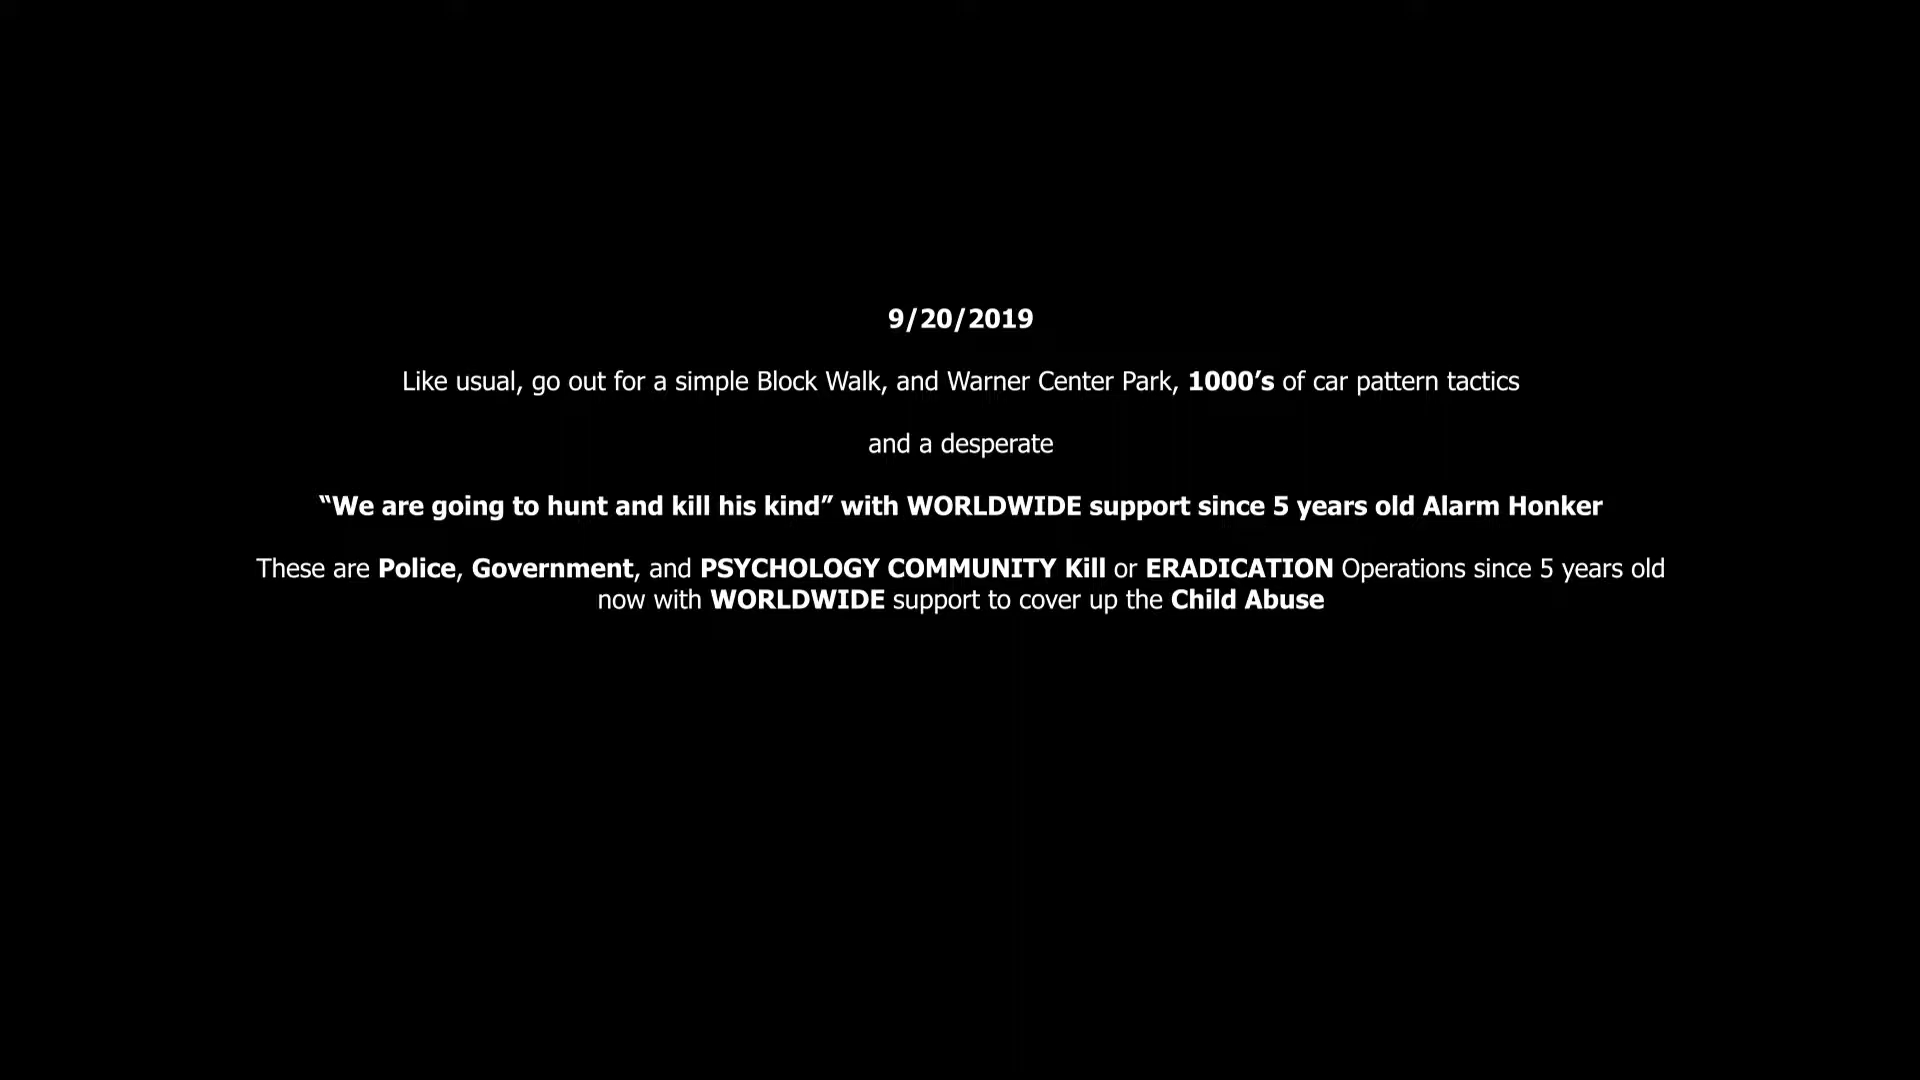 9/20/2019
Like usual, go out for a simple Block Walk, and Warner Center Park, 1000’s of car pattern tactics
and a desperate
“We are going to hunt and kill his kind” with WORLDWIDE support since 5 years old Alarm Honker
These are Police, Government, and PSYCHOLOGY COMMUNITY Kill or ERADICATION Operations since 5 years old
now with WORLDWIDE support to cover up the Child Abuse